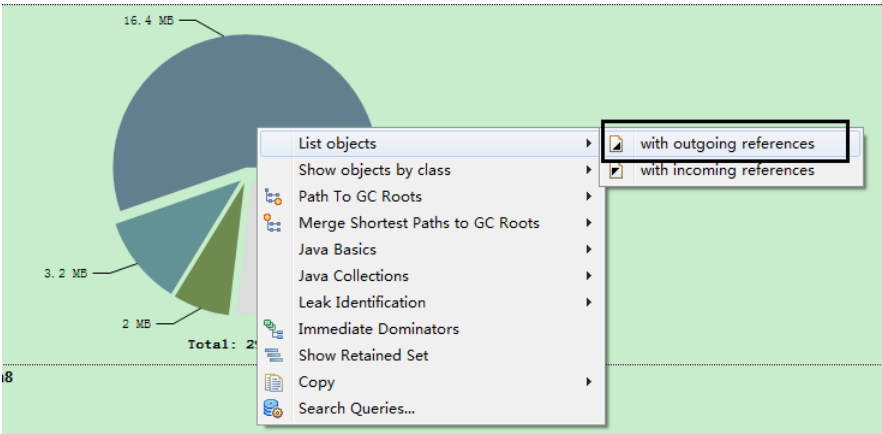 16.4 MB
List objects
with outgoing references
Show objects by class
with incoming references
Path To GC Roots
Merge Shortest Paths to GC Roots
Java Basics
3.2 MB
Java Collections
Leak Identification
2 MB
Immediate Dominators
Total: 2
Show Retained Set
Copy
Search Queries...